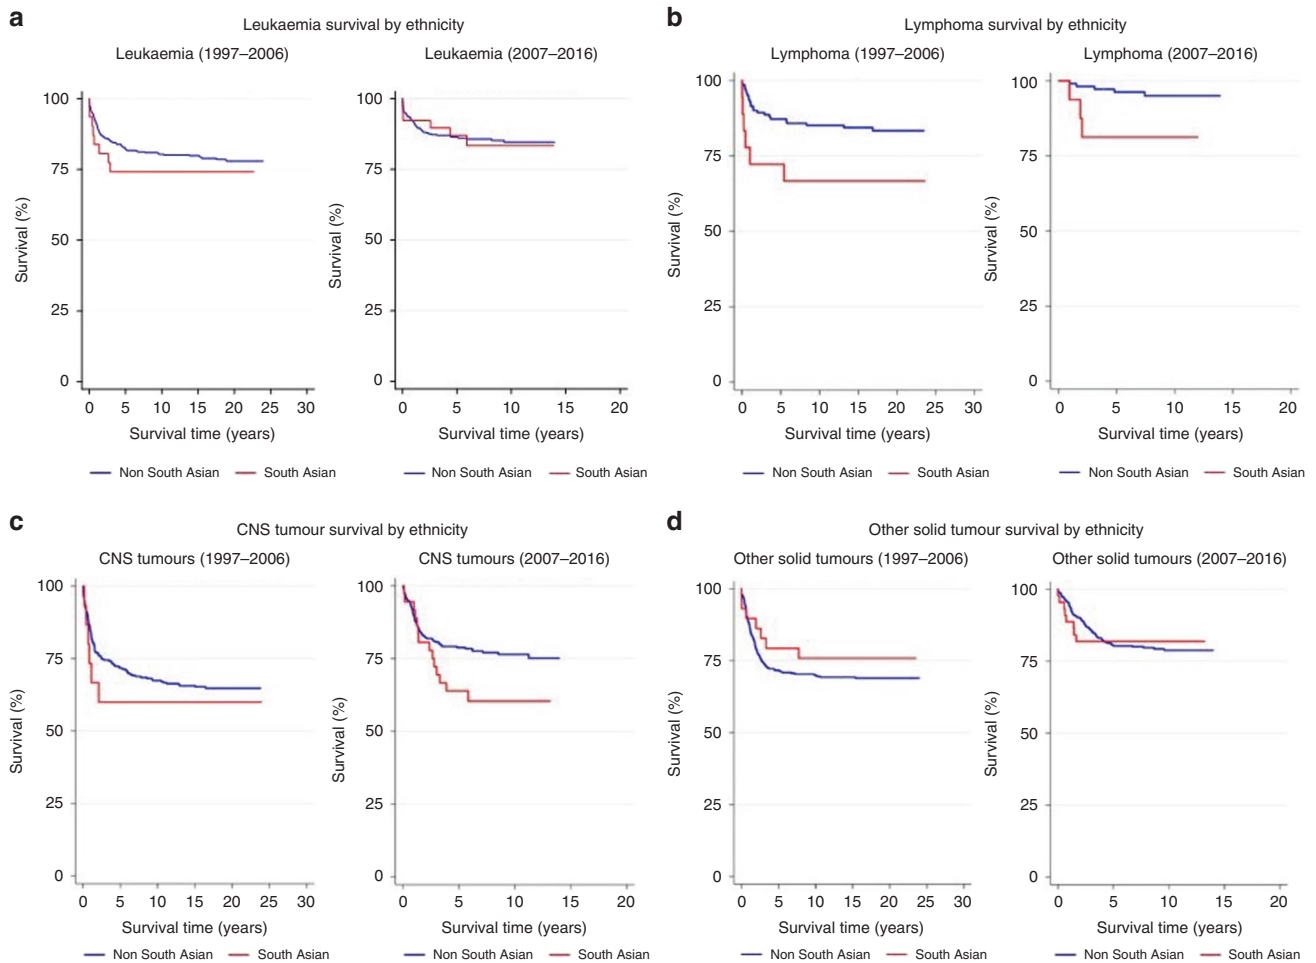 a
Leukaemia survival by ethnicity
Leukaemia (1997–2006)
Leukaemia (2007–2016)
Survival (%)
100
75
50
25
0
0 5 10 15 20 25 30
Survival time (years)
Non South Asian South Asian
Survival (%)
100
75
50
25
0
0 5 10 15 20
Survival time (years)
Non South Asian South Asian
b
Lymphoma survival by ethnicity
Lymphoma (1997–2006)
Lymphoma (2007–2016)
Survival (%)
100
75
50
25
0
0 5 10 15 20 25 30
Survival time (years)
Non South Asian South Asian
Survival (%)
100
75
50
25
0
0 5 10 15 20
Survival time (years)
Non South Asian South Asian
c
CNS tumour survival by ethnicity
CNS tumours (1997–2006)
CNS tumours (2007–2016)
Survival (%)
100
75
50
25
0
0 5 10 15 20 25 30
Survival time (years)
Non South Asian South Asian
Survival (%)
100
75
50
25
0
0 5 10 15 20
Survival time (years)
Non South Asian South Asian
d
Other solid tumour survival by ethnicity
Other solid tumours (1997–2006)
Other solid tumours (2007–2016)
Survival (%)
100
75
50
25
0
0 5 10 15 20 25 30
Survival time (years)
Non South Asian South Asian
Survival (%)
100
75
50
25
0
0 5 10 15 20
Survival time (years)
Non South Asian South Asian